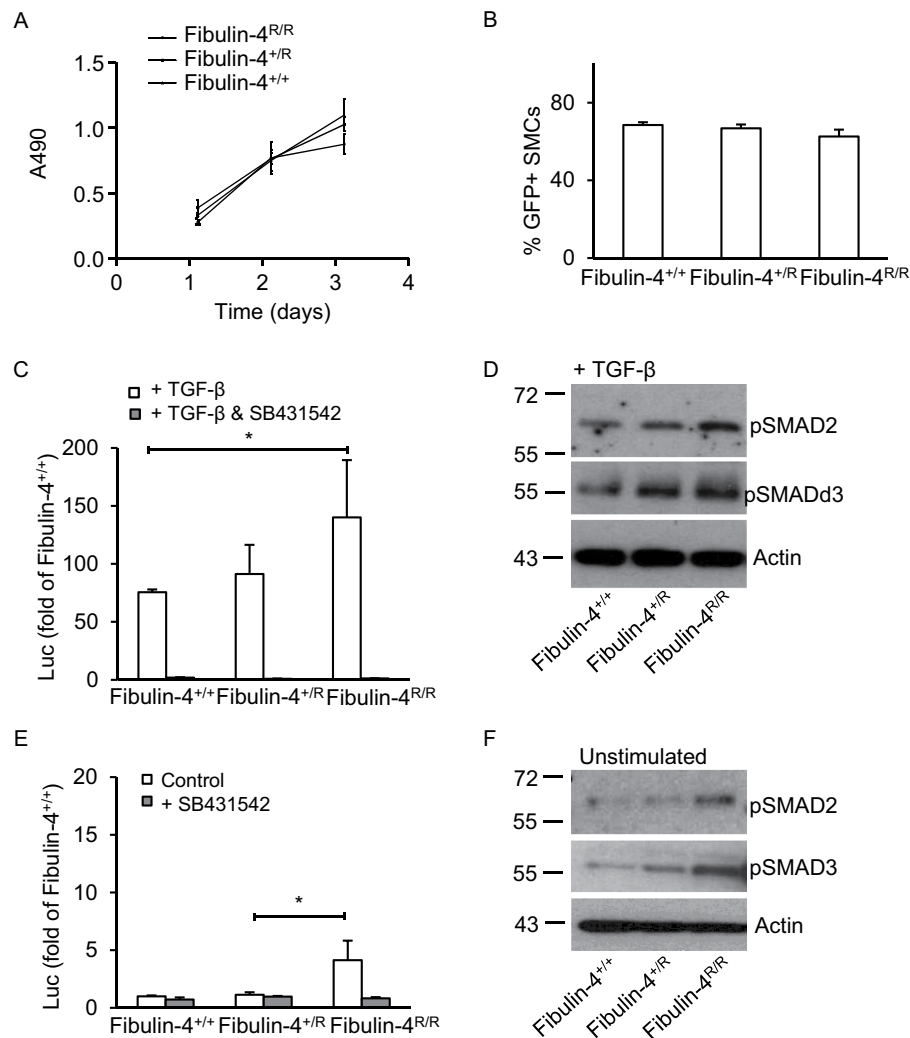 A
Fibulin-4R/R
Fibulin-4+/R
Fibulin-4+/+
1.5
1.0
0.5
0.0
A490
0 1 2 3 4
Time (days)
B
80
40
0
% GFP+ SMCs
Fibulin-4+/+ Fibulin-4+/R Fibulin-4R/R
C
+ TGF-β
+ TGF-β & SB431542
*
200
150
100
50
0
Luc (fold of Fibulin-4+/+)
Fibulin-4+/+ Fibulin-4+/R Fibulin-4R/R
D
+ TGF-β
72
pSMAD2
55
55
pSMADd3
43
Actin
Fibulin-4+/+ Fibulin-4+/R Fibulin-4R/R
E
Control
+ SB431542
20
15
10
5
0
*
Luc (fold of Fibulin-4+/+)
Fibulin-4+/+ Fibulin-4+/R Fibulin-4R/R
F
Unstimulated
72
pSMAD2
55
55
pSMAD3
43
Actin
Fibulin-4+/+ Fibulin-4+/R Fibulin-4R/R